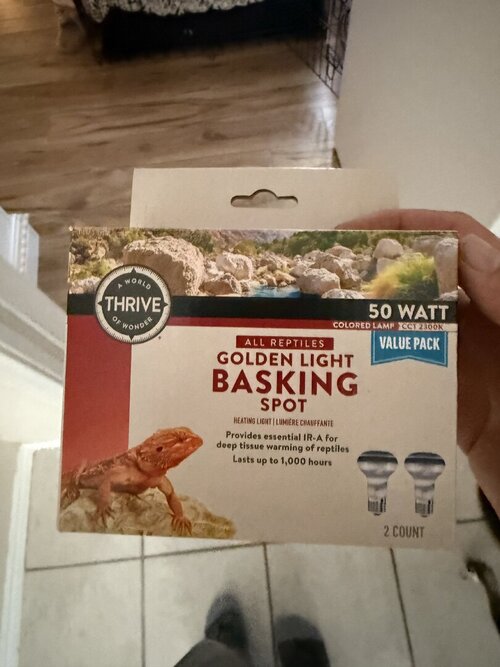 A WORLD
THRIVE
OF WONDER
50 WATT
COLORED LAMP CCT 2300K
VALUE PACK
ALL REPTILES
GOLDEN LIGHT
BASKING
SPOT
HEATING LIGHT | LUMIÈRE CHAUFFANTE
Provides essential IR-A for
deep tissue warming of reptiles
Lasts up to 1,000 hours
2 COUNT